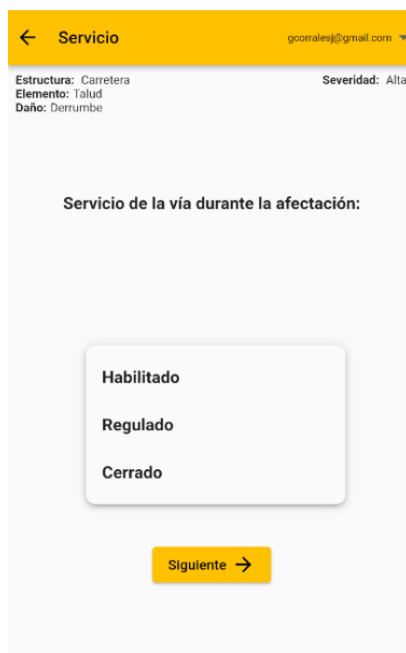 Servicio
gcorralesj@gmail.com
Estructura: Carretera
Severidad: Alta
Elemento: Talud
Daño: Derrumbe
Servicio de la vía durante la afectación:
Habilitado
Regulado
Cerrado
Siguiente